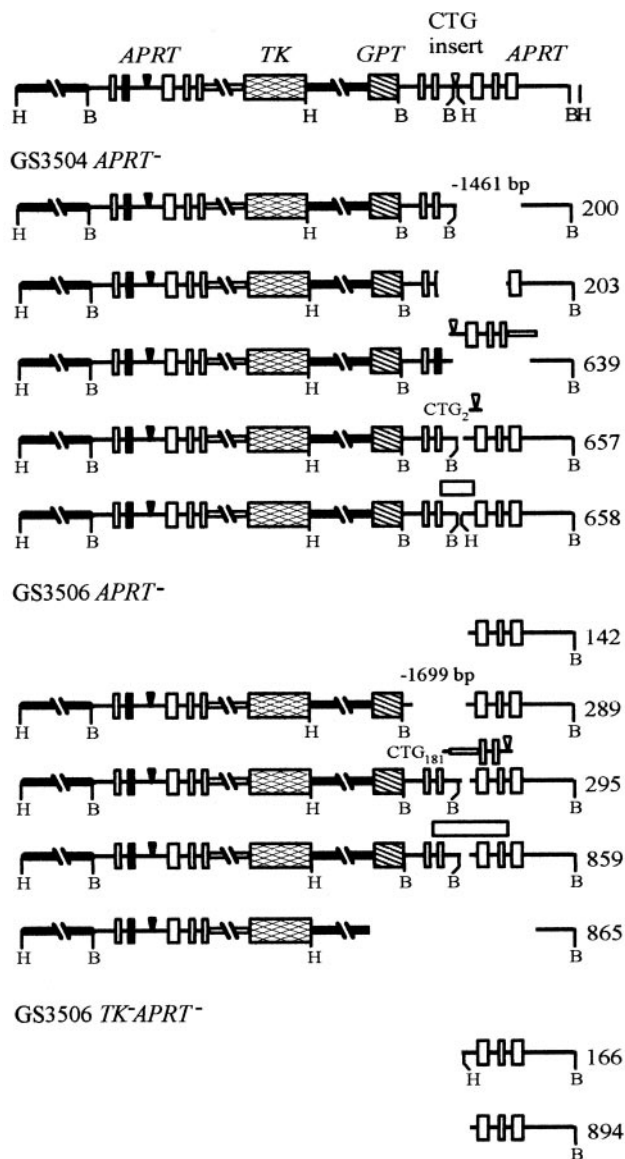 CTG
APRT TK GPT insert APRT
H B H B B H B H
GS3504 APRT-
-1461 bp
200
H B H B B B
203
H B H B B
639
H B H B B
CTG2
657
H B H B B B
658
H B H B B H B
GS3506 APRT-
142
B
-1699 bp
289
H B H B B
CTG181
295
H B H B B B
859
H B H B B B
865
H B H B
GS3506 TK-APRT-
166
H B
894
B